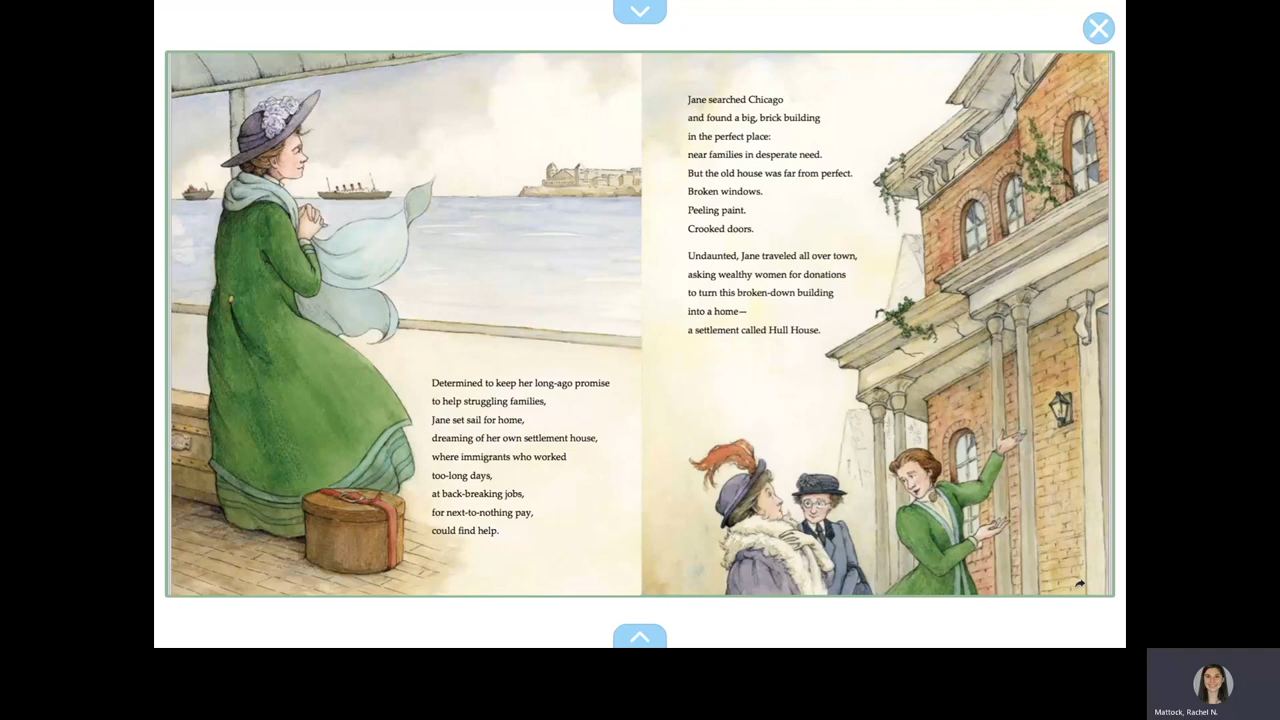 Determined to keep her long-ago promise
to help struggling families,
Jane set sail for home,
dreaming of her own settlement house,
where immigrants who worked
too-long days,
at back-breaking jobs,
for next-to-nothing pay,
could find help.
Jane searched Chicago
and found a big, brick building
in the perfect place:
near families in desperate need.
But the old house was far from perfect.
Broken windows.
Peeling paint.
Crooked doors.
Undaunted, Jane traveled all over town,
asking wealthy women for donations
to turn this broken-down building
into a home—
a settlement called Hull House.
Mattock, Rachel N.